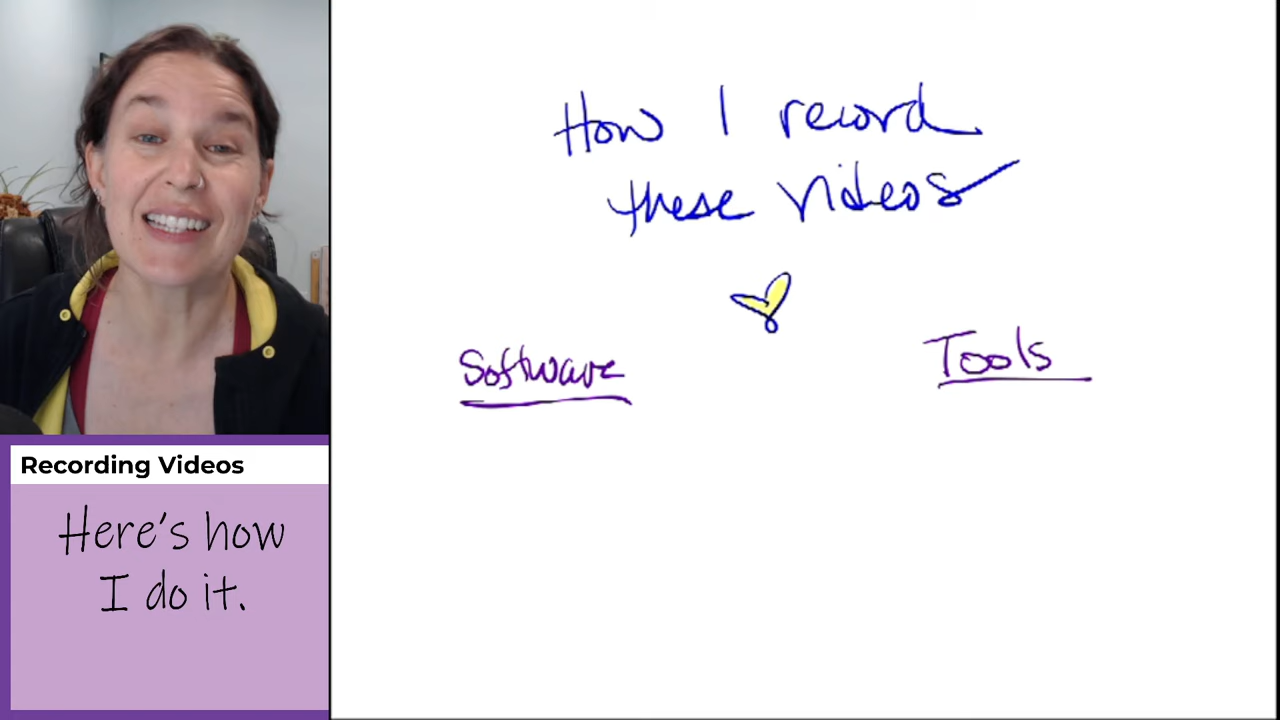 How I record
these videos
Software
Tools
Recording Videos
Here's how
I do it.